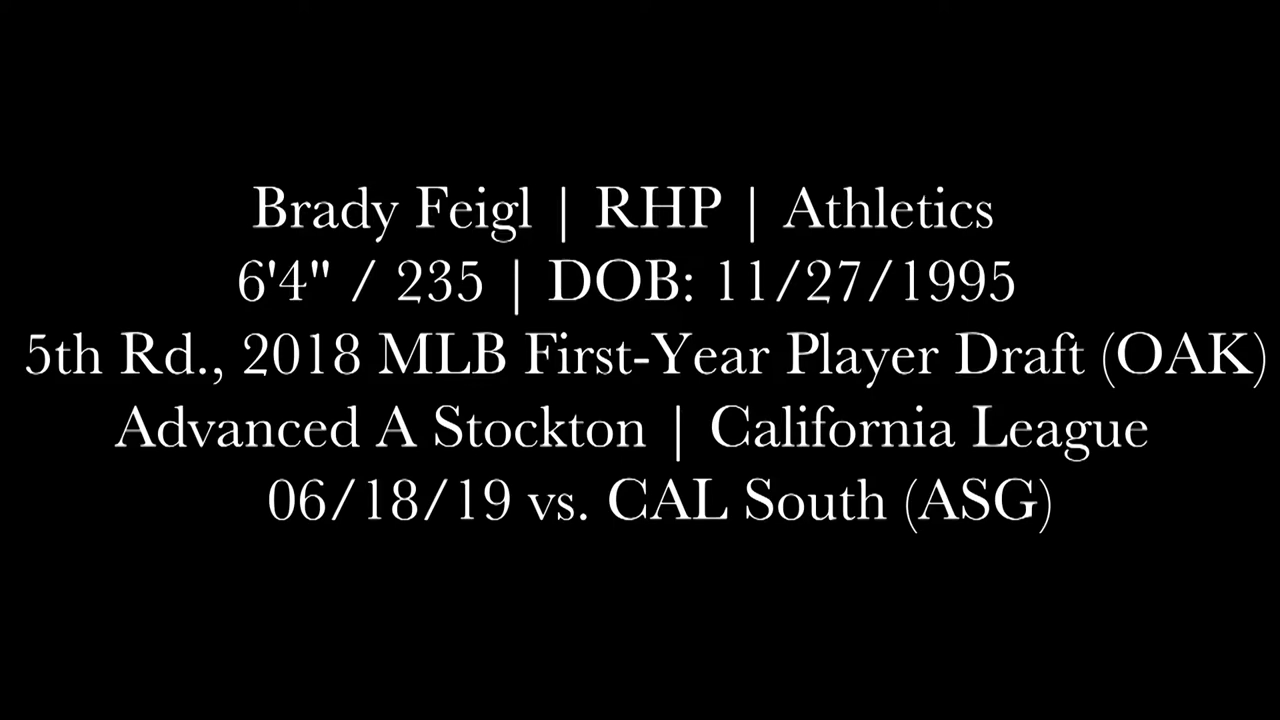 Brady Feigl | RHP | Athletics
6'4" / 235 | DOB: 11/27/1995
5th Rd., 2018 MLB First-Year Player Draft (OAK)
Advanced A Stockton | California League
06/18/19 vs. CAL South (ASG)